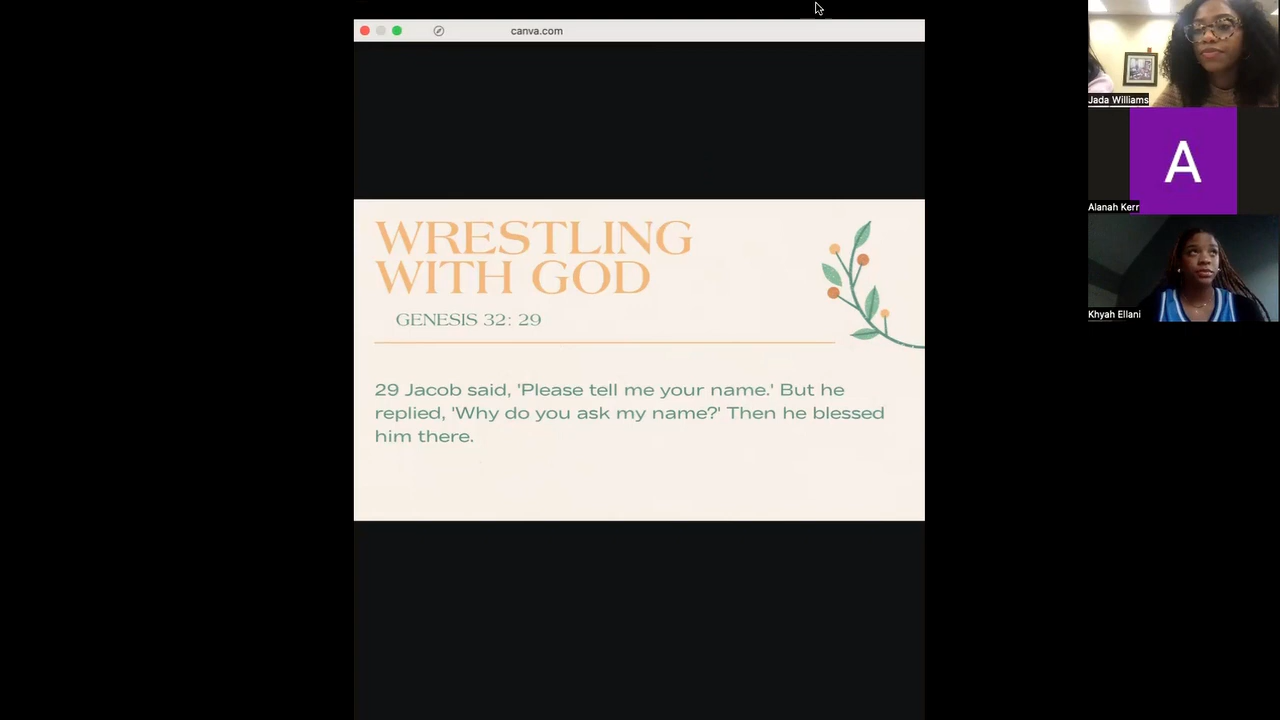 canva.com
WRESTLING
WITH GOD
GENESIS 32: 29
29 Jacob said, 'Please tell me your name.' But he
replied, 'Why do you ask my name?' Then he blessed
him there.
Jada Williams
A
Alanah Kerr
Khyah Ellani